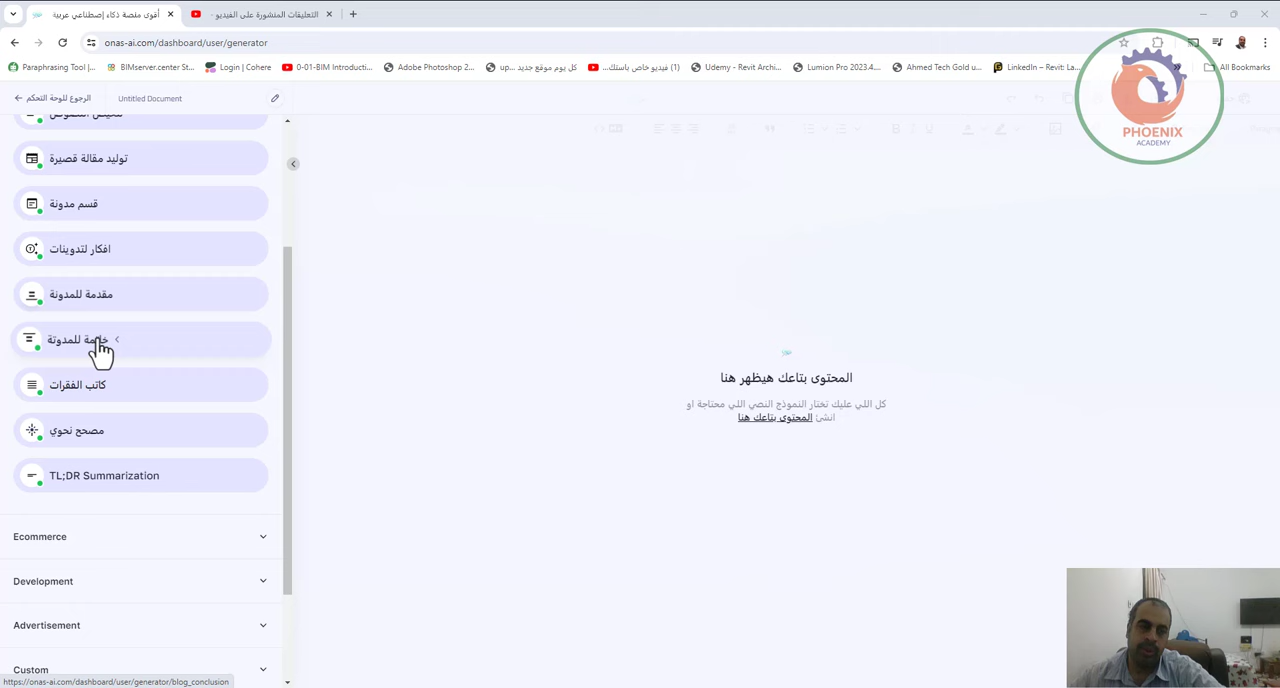 أقوى منصة ذكاء إصطناعي عربية
التعليقات المنشورة على الفيديو -
onas-ai.com/dashboard/user/generator
Paraphrasing Tool |...
BIMserver.center St...
Login | Cohere
0-01-BIM Introducti...
Adobe Photoshop 2...
كل يوم موقع جديد up...
(1) فيديو خاص باستك...
Udemy - Revit Archi...
Lumion Pro 2023.4....
Ahmed Tech Gold u...
LinkedIn – Revit: La...
All Bookmarks
الرجوع للوحة التحكم
Untitled Document
PHOENIX
ACADEMY
تلخيص النصوص
توليد مقالة قصيرة
قسم مدونة
افكار لتدوينات
مقدمة للمدونة
خاتمة للمدونة
كاتب الفقرات
مصحح نحوي
TL;DR Summarization
Ecommerce
Development
Advertisement
Custom
المحتوى بتاعك هيظهر هنا
كل اللي عليك تختار النموذج النصي اللي محتاجة او
انشئ المحتوى بتاعك هنا
https://onas-ai.com/dashboard/user/generator/blog_conclusion